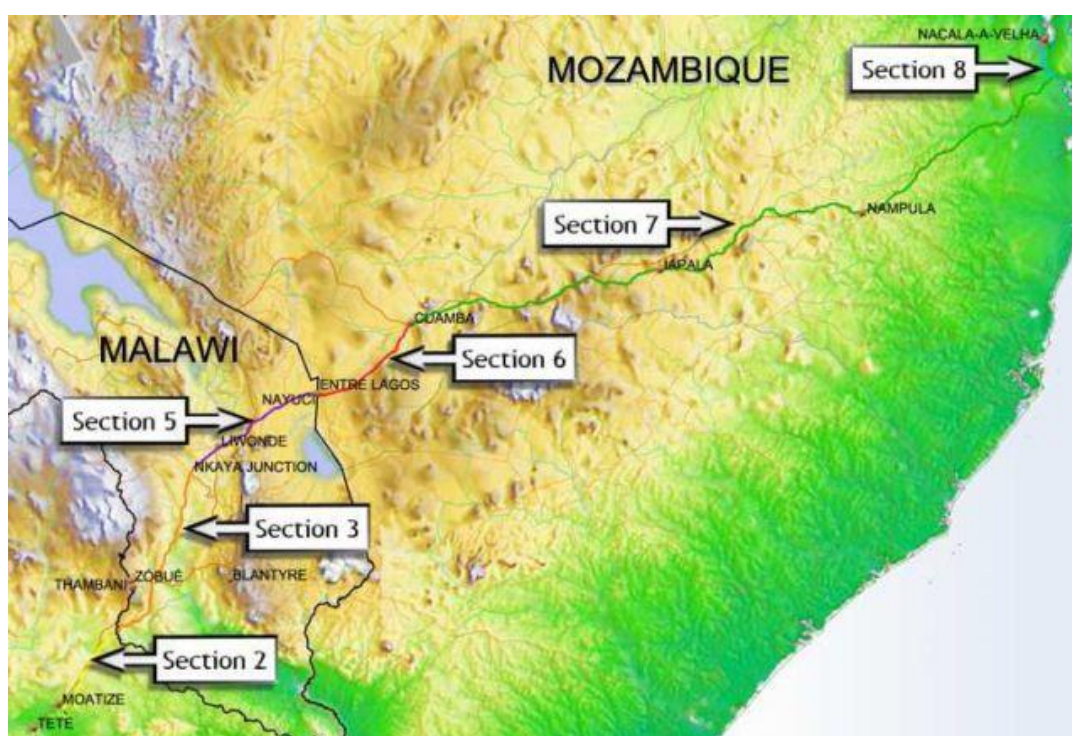 NACALA-A-VELHA
MOZAMBIQUE
Section 8
NAMPULA
Section 7
IAPALA
CUAMBA
MALAWI
Section 6
ENTRE LAGOS
NAYUCI
Section 5
LIWONDE
NKAYA JUNCTION
Section 3
THAMBANI
ZÓBUÉ
BLANTYRE
Section 2
MOATIZE
TETE